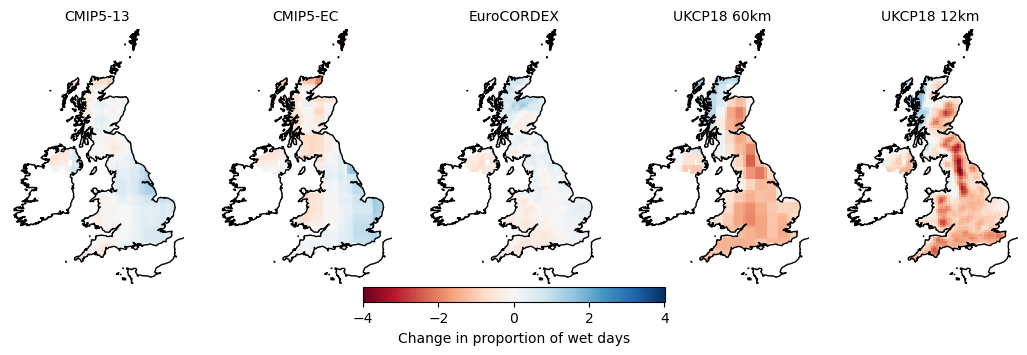 CMIP5-13 CMIP5-EC EuroCORDEX UKCP18 60km UKCP18 12km
−4 −2 0 2 4
Change in proportion of wet days